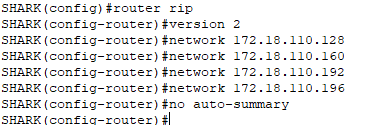 SHARK(config)#router rip
SHARK(config-router)#version 2
SHARK(config-router)#network 172.18.110.128
SHARK(config-router)#network 172.18.110.160
SHARK(config-router)#network 172.18.110.192
SHARK(config-router)#network 172.18.110.196
SHARK(config-router)#no auto-summary
SHARK(config-router)#